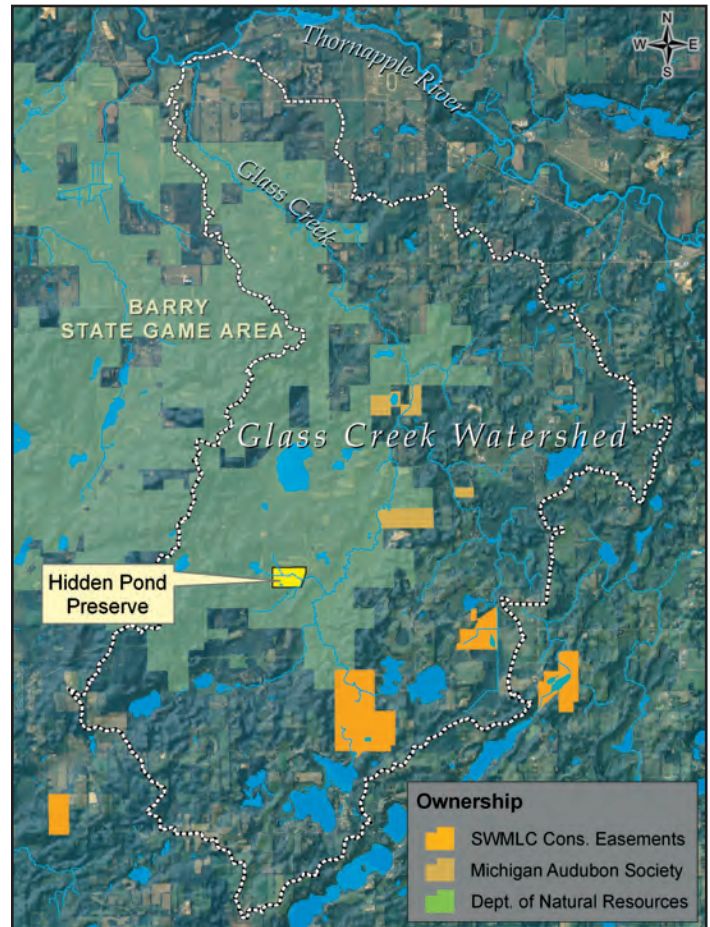 N
W E
S
Thornapple River
Glass Creek
BARRY
STATE GAME AREA
Glass Creek Watershed
Hidden Pond
Preserve
Ownership
SWMLC Cons. Easements
Michigan Audubon Society
Dept. of Natural Resources